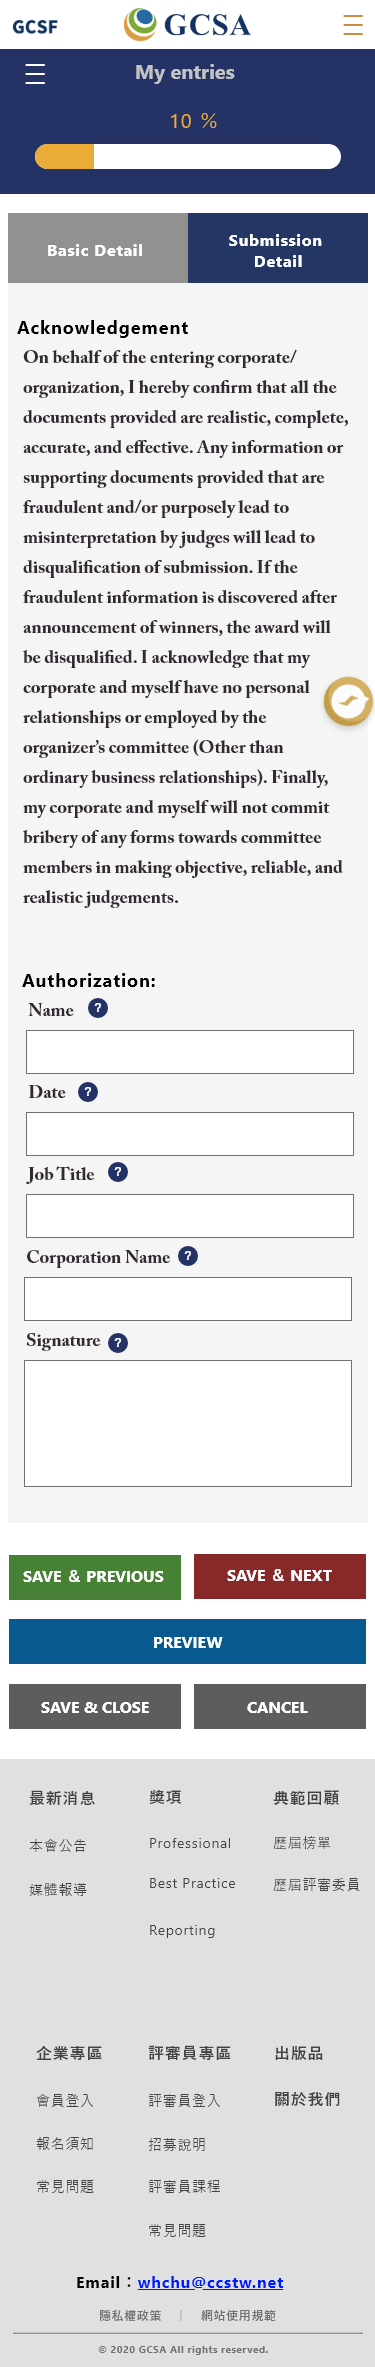 GCSF
GCSA
My entries
10 %
Basic Detail
Submission
Detail
Acknowledgement
On behalf of the entering corporate/
organization, I hereby confirm that all the
documents provided are realistic, complete,
accurate, and effective. Any information or
supporting documents provided that are
fraudulent and/or purposely lead to
misinterpretation by judges will lead to
disqualification of submission. If the
fraudulent information is discovered after
announcement of winners, the award will
be disqualified. I acknowledge that my
corporate and myself have no personal
relationships or employed by the
organizer’s committee (Other than
ordinary business relationships). Finally,
my corporate and myself will not commit
bribery of any forms towards committee
members in making objective, reliable, and
realistic judgements.
Authorization:
Name ?
Date ?
Job Title ?
Corporation Name ?
Signature ?
SAVE & PREVIOUS
SAVE & NEXT
PREVIEW
SAVE & CLOSE
CANCEL
最新消息
本會公告
媒體報導
獎項
Professional
Best Practice
Reporting
典範回顧
歷屆榜單
歷屆評審委員
企業專區
會員登入
報名須知
常見問題
評審員專區
評審員登入
招募說明
評審員課程
常見問題
出版品
關於我們
Email：whchu@ccstw.net
隱私權政策 | 網站使用規範
© 2020 GCSA All rights reserved.